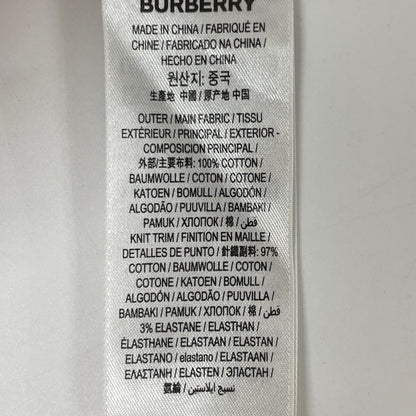 BURBERRY
MADE IN CHINA / FABRIQUÉ EN
CHINE / FABRICADO NA CHINA /
HECHO EN CHINA
원산지: 중국
生產地 中國 / 原产地 中国
OUTER / MAIN FABRIC / TISSU
EXTÉRIEUR / PRINCIPAL / EXTERIOR -
COMPOSICIÓN PRINCIPAL /
外部/主要布料: 100% COTTON /
BAUMWOLLE / COTON / COTONE /
KATOEN / BOMULL / ALGODÓN /
ALGODÃO / PUUVILLA / BAMBAKI /
PAMUK / ХЛОПОК / 棉 / قطن /
KNIT TRIM / FINITION EN MAILLE /
DETALLES DE PUNTO / 針織副料: 97%
COTTON / BAUMWOLLE / COTON /
COTONE / KATOEN / BOMULL /
ALGODÓN / ALGODÃO / PUUVILLA /
BAMBAKI / PAMUK / ХЛОПОК / 棉 / قطن /
3% ELASTANE / ELASTHAN /
ÉLASTHANE / ELASTAAN / ELASTAN /
ELASTANO / elastano / ELASTAANI /
ΕΛΑΣΤΑΝΗ / ELASTEN / ЭЛАСТАН /
氨綸 / نسيج ايلاستين